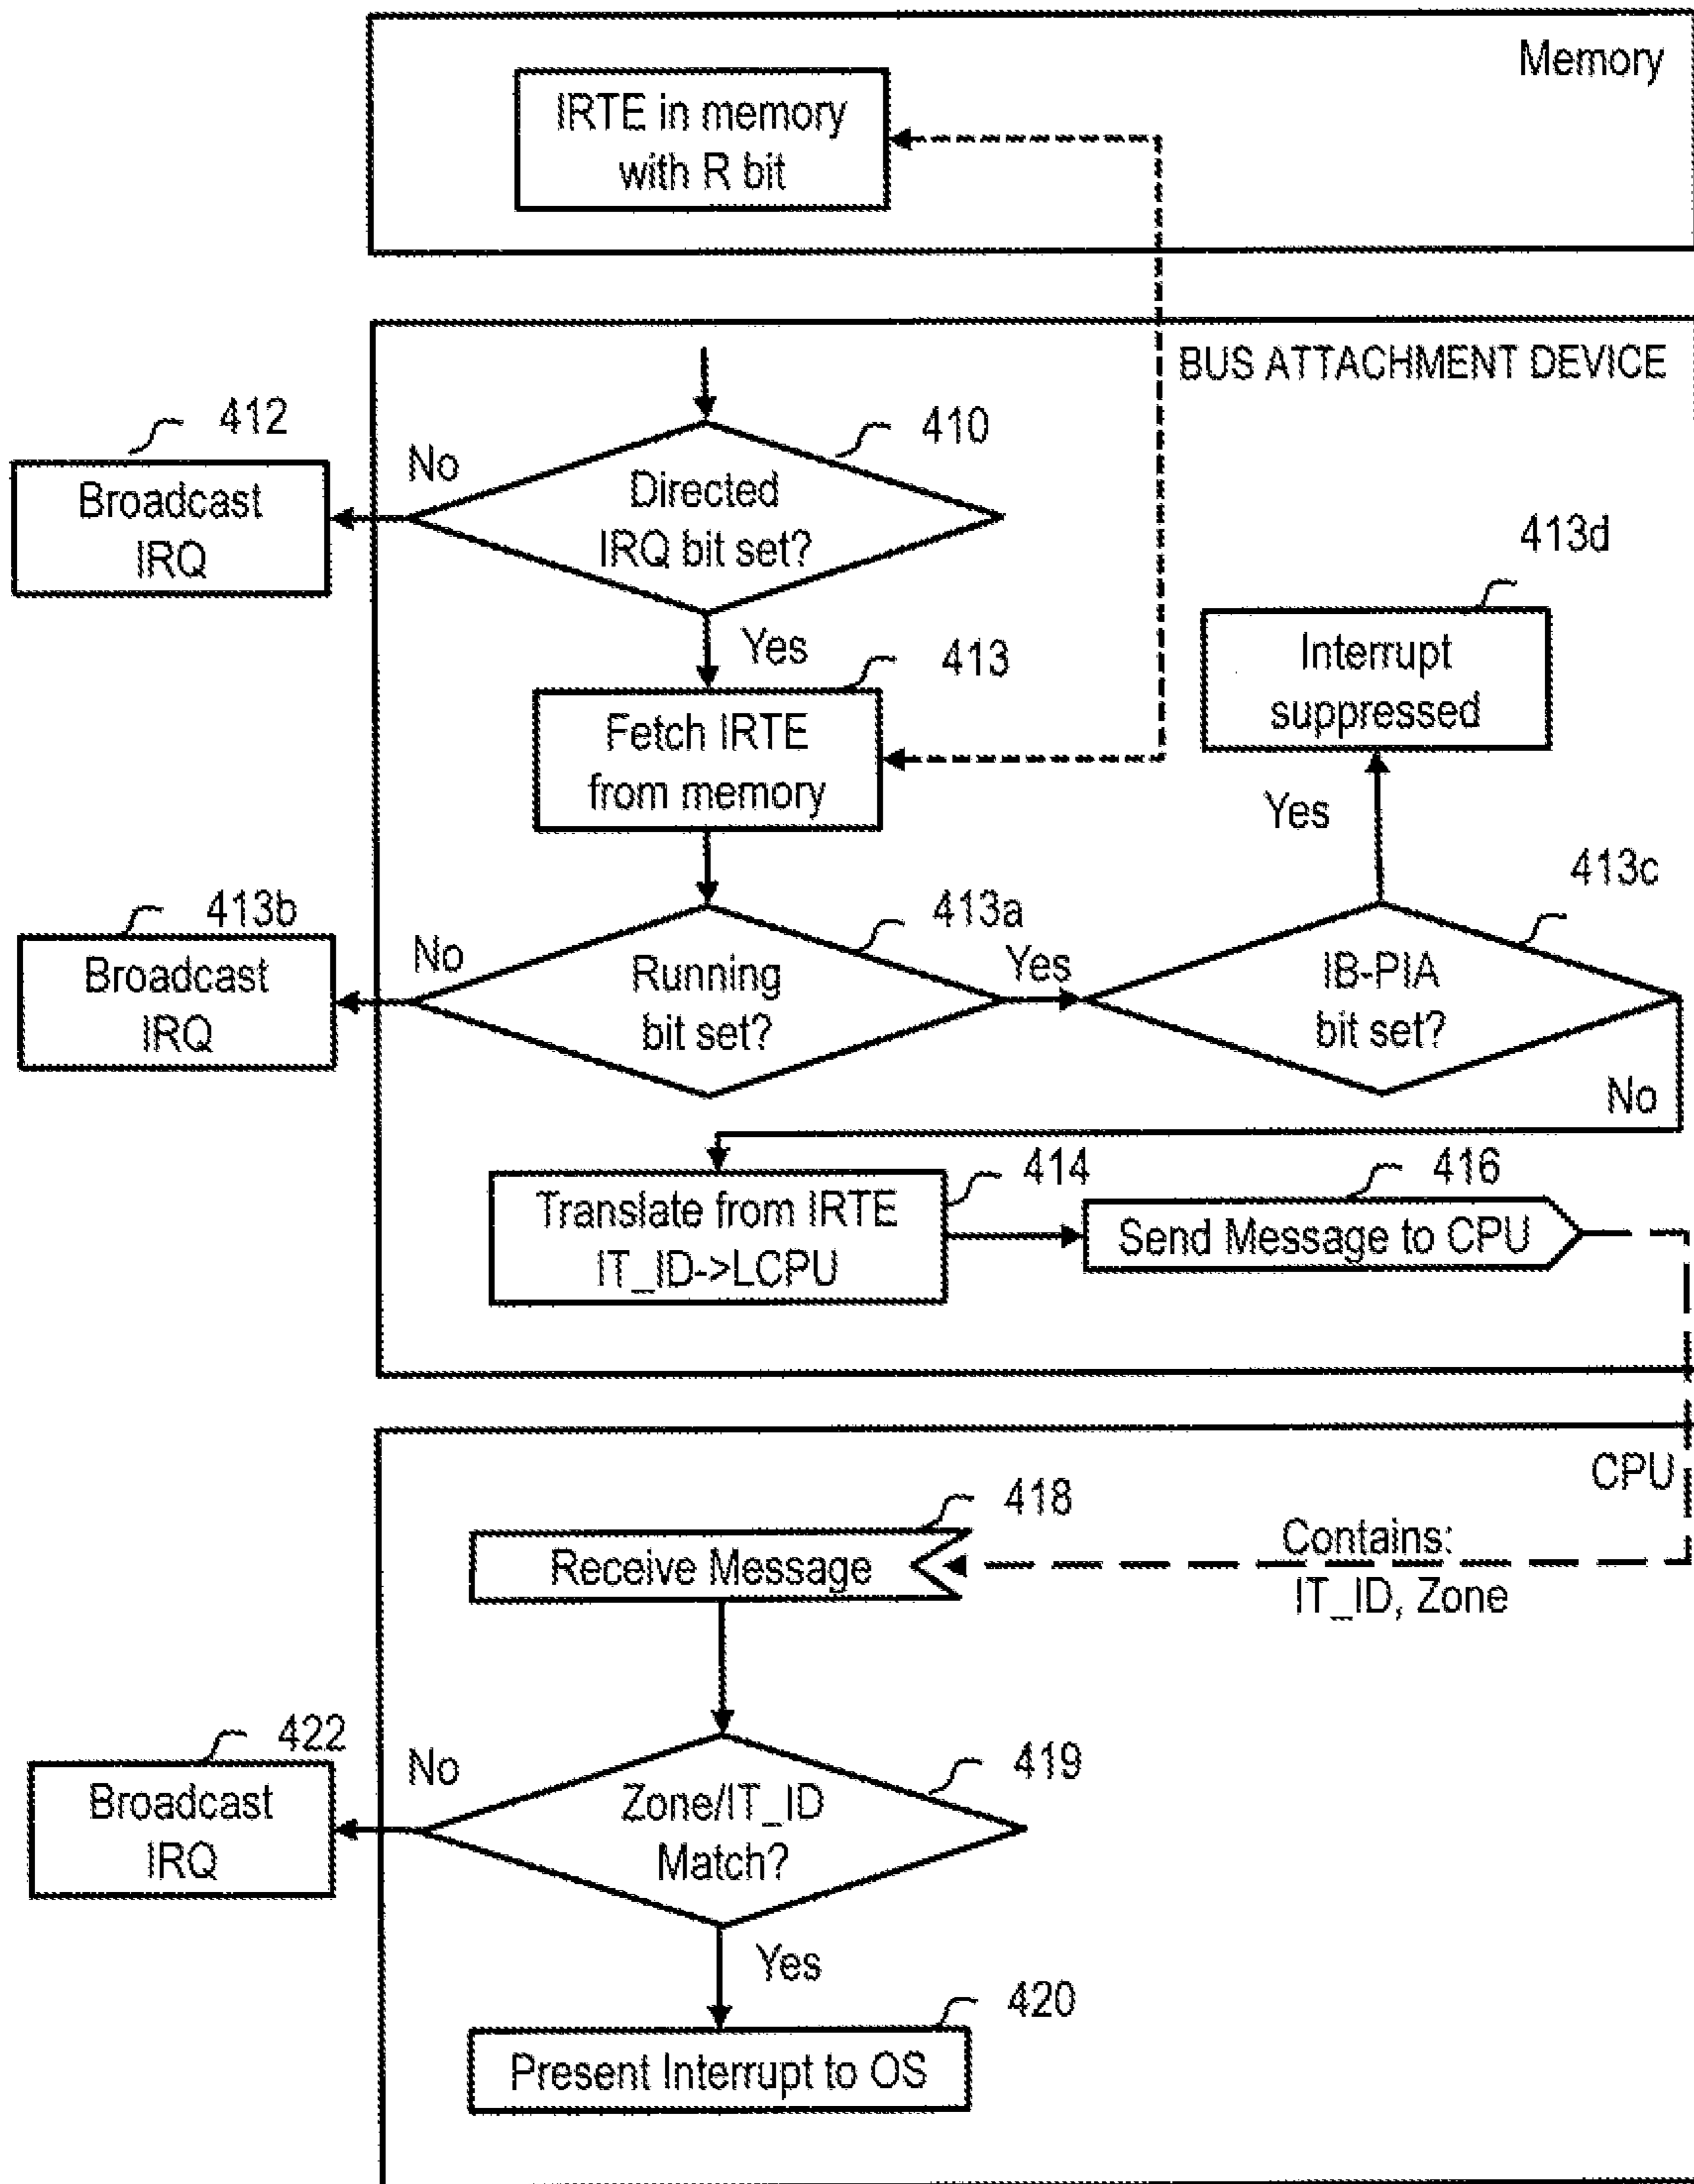 Memory
IRTE in memory
with R bit
BUS ATTACHMENT DEVICE
412
No
410
Broadcast
IRQ
Directed
IRQ bit set?
413d
Yes
413
Interrupt
suppressed
Fetch IRTE
from memory
Yes
413c
413b
No
413a
Yes
Broadcast
IRQ
Running
bit set?
IB-PIA
bit set?
No
414
416
Translate from IRTE
IT_ID->LCPU
Send Message to CPU
CPU
418
Receive Message
Contains:
IT_ID, Zone
422
No
419
Broadcast
IRQ
Zone/IT_ID
Match?
Yes
420
Present Interrupt to OS